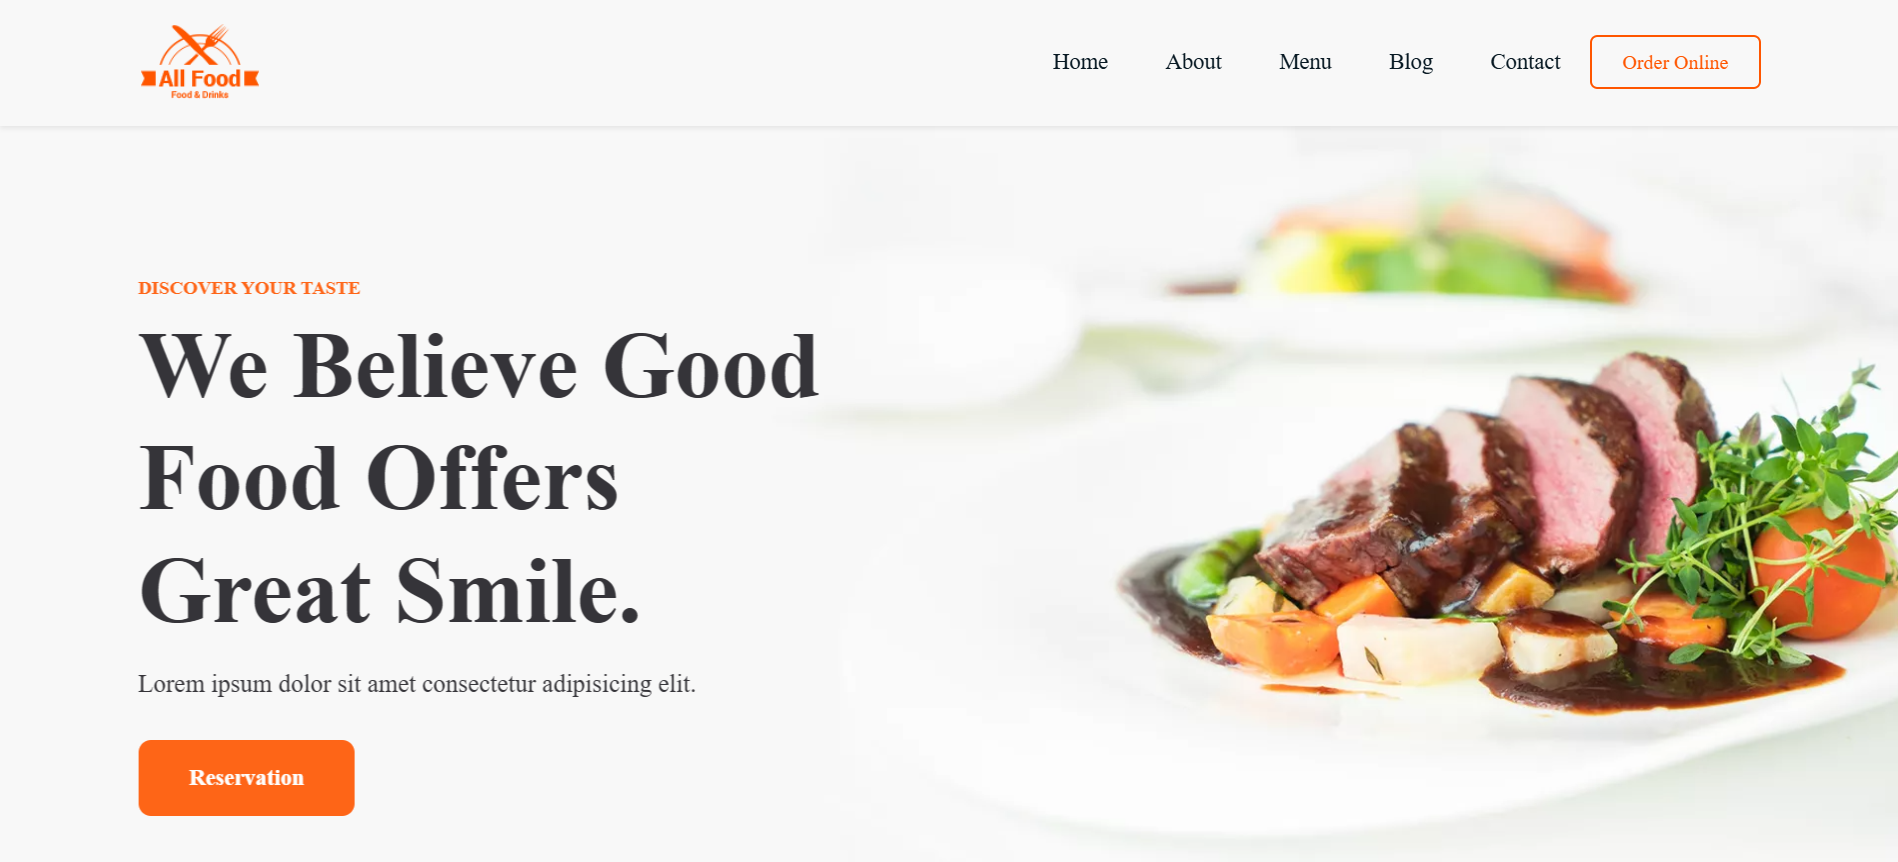 All Food
Food & Drinks
Home About Menu Blog Contact Order Online
DISCOVER YOUR TASTE
We Believe Good
Food Offers
Great Smile.
Lorem ipsum dolor sit amet consectetur adipisicing elit.
Reservation